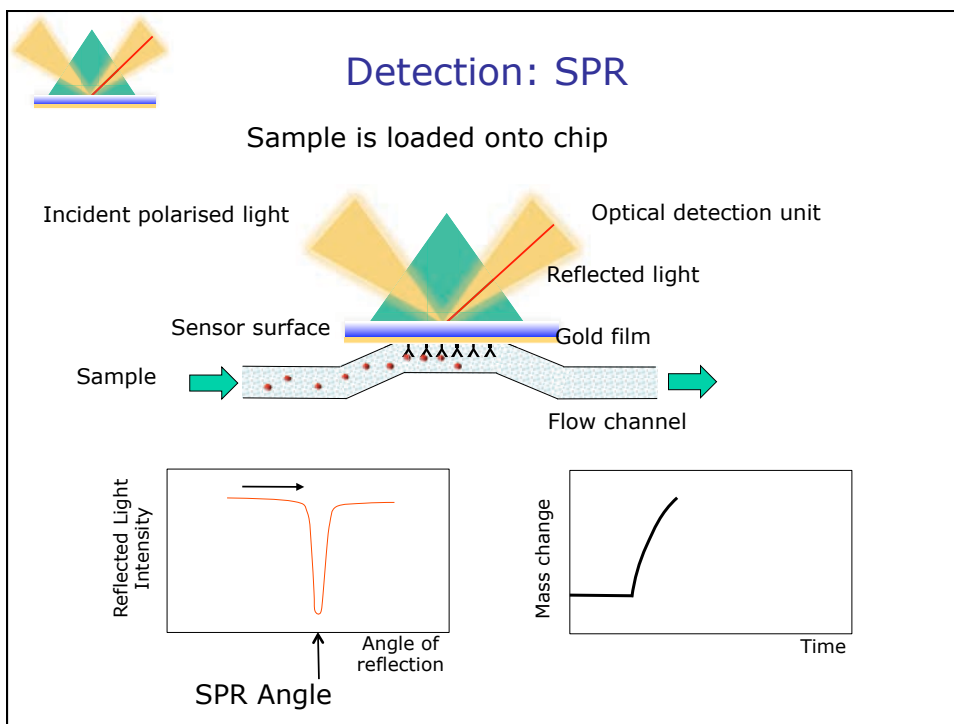 Detection: SPR
Sample is loaded onto chip
Incident polarised light
Optical detection unit
Reflected light
Sensor surface
Gold film
Sample
Flow channel
Reflected Light
Intensity
Angle of
reflection
SPR Angle
Mass change
Time